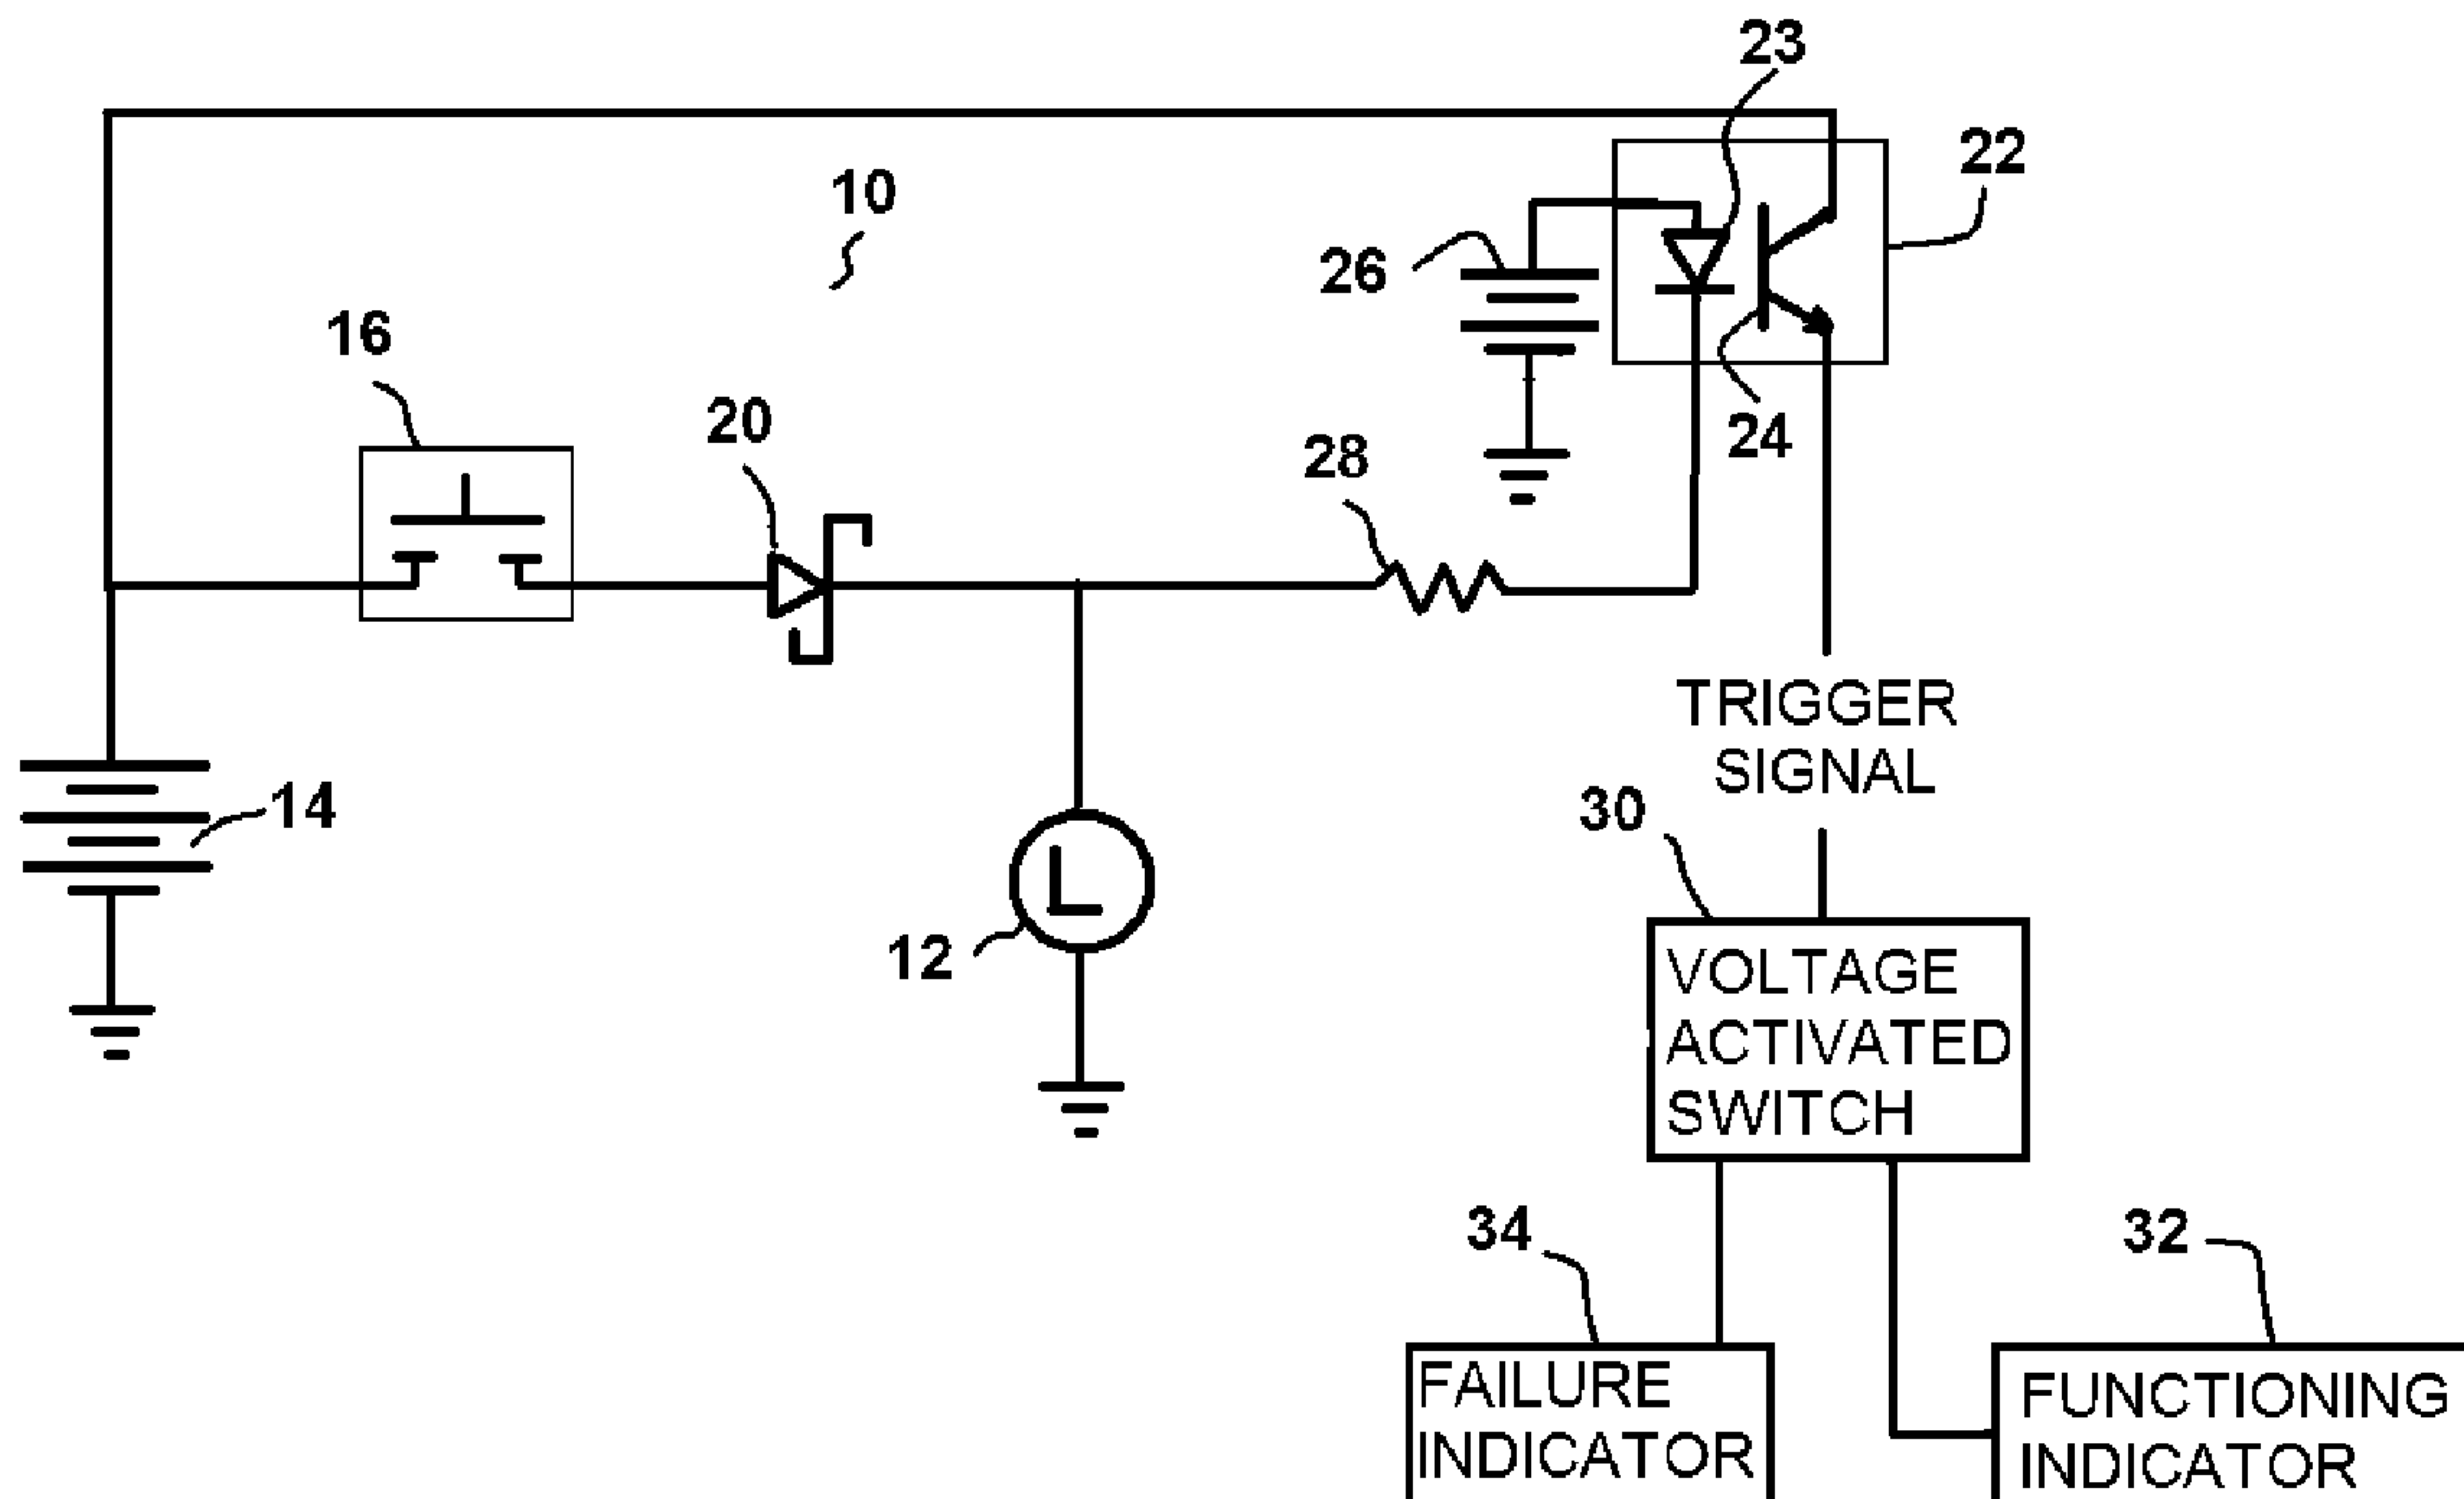 23
22
10
26
16
20
24
28
TRIGGER
SIGNAL
14
30
12
L
VOLTAGE
ACTIVATED
SWITCH
34
32
FAILURE
INDICATOR
FUNCTIONING
INDICATOR